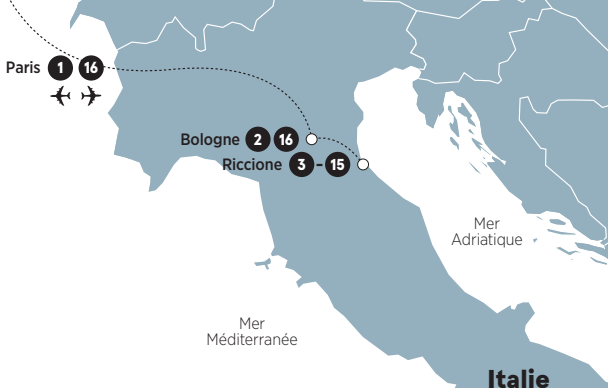 Paris 1 16
Bologne 2 16
Riccione 3 - 15
Mer
Adriatique
Mer
Méditerranée
Italie